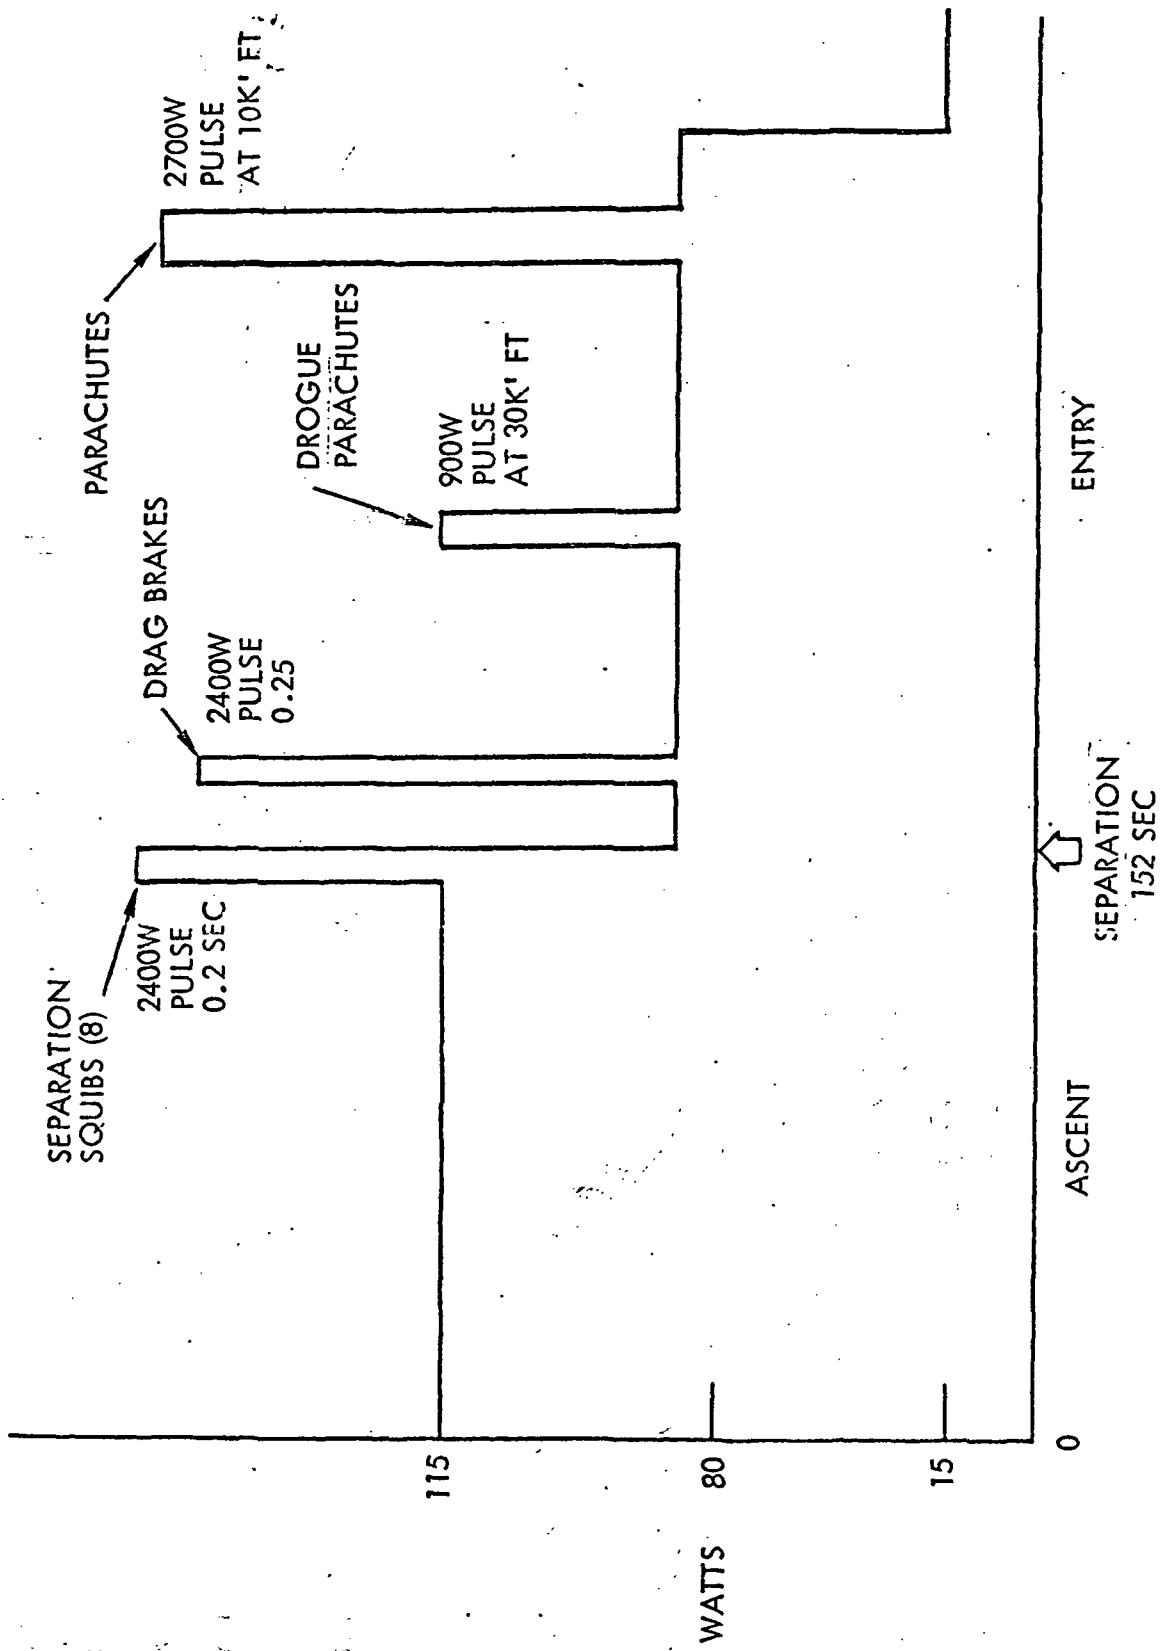 SEPARATION
SQUIBS (8)
2400W
PULSE
0.2 SEC
DRAG BRAKES
2400W
PULSE
0.25
PARACHUTES
DROGUE
PARACHUTES
900W
PULSE
AT 30K' FT
2700W
PULSE
AT 10K' FT
WATTS
115
80
15
0
ASCENT
SEPARATION
152 SEC
ENTRY